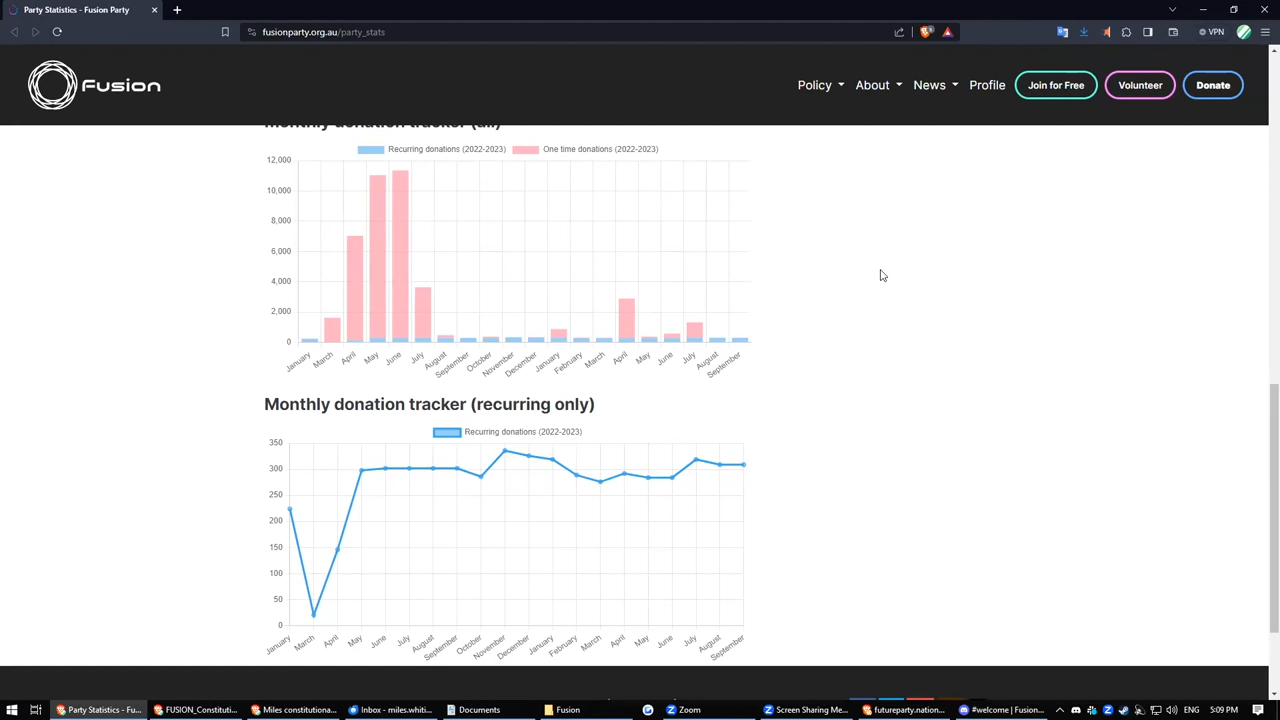 Party Statistics - Fusion Party
fusionparty.org.au/party_stats
VPN
Fusion
Policy
About
News
Profile
Join for Free
Volunteer
Donate
Monthly donation tracker (all)
Recurring donations (2022-2023)
One time donations (2022-2023)
12,000
10,000
8,000
6,000
4,000
2,000
0
January
March
April
May
June
July
August
September
October
November
December
January
February
March
April
May
June
July
August
September
Monthly donation tracker (recurring only)
Recurring donations (2022-2023)
350
300
250
200
150
100
50
0
January
March
April
May
June
July
August
September
October
November
December
January
February
March
April
May
June
July
August
September
Party Statistics - Fu...
FUSION_Constituti...
Miles constitutiona...
Inbox - miles.whiti...
Documents
Fusion
Zoom
Screen Sharing Me...
futureparty.nation...
#welcome | Fusion...
ENG
5:09 PM